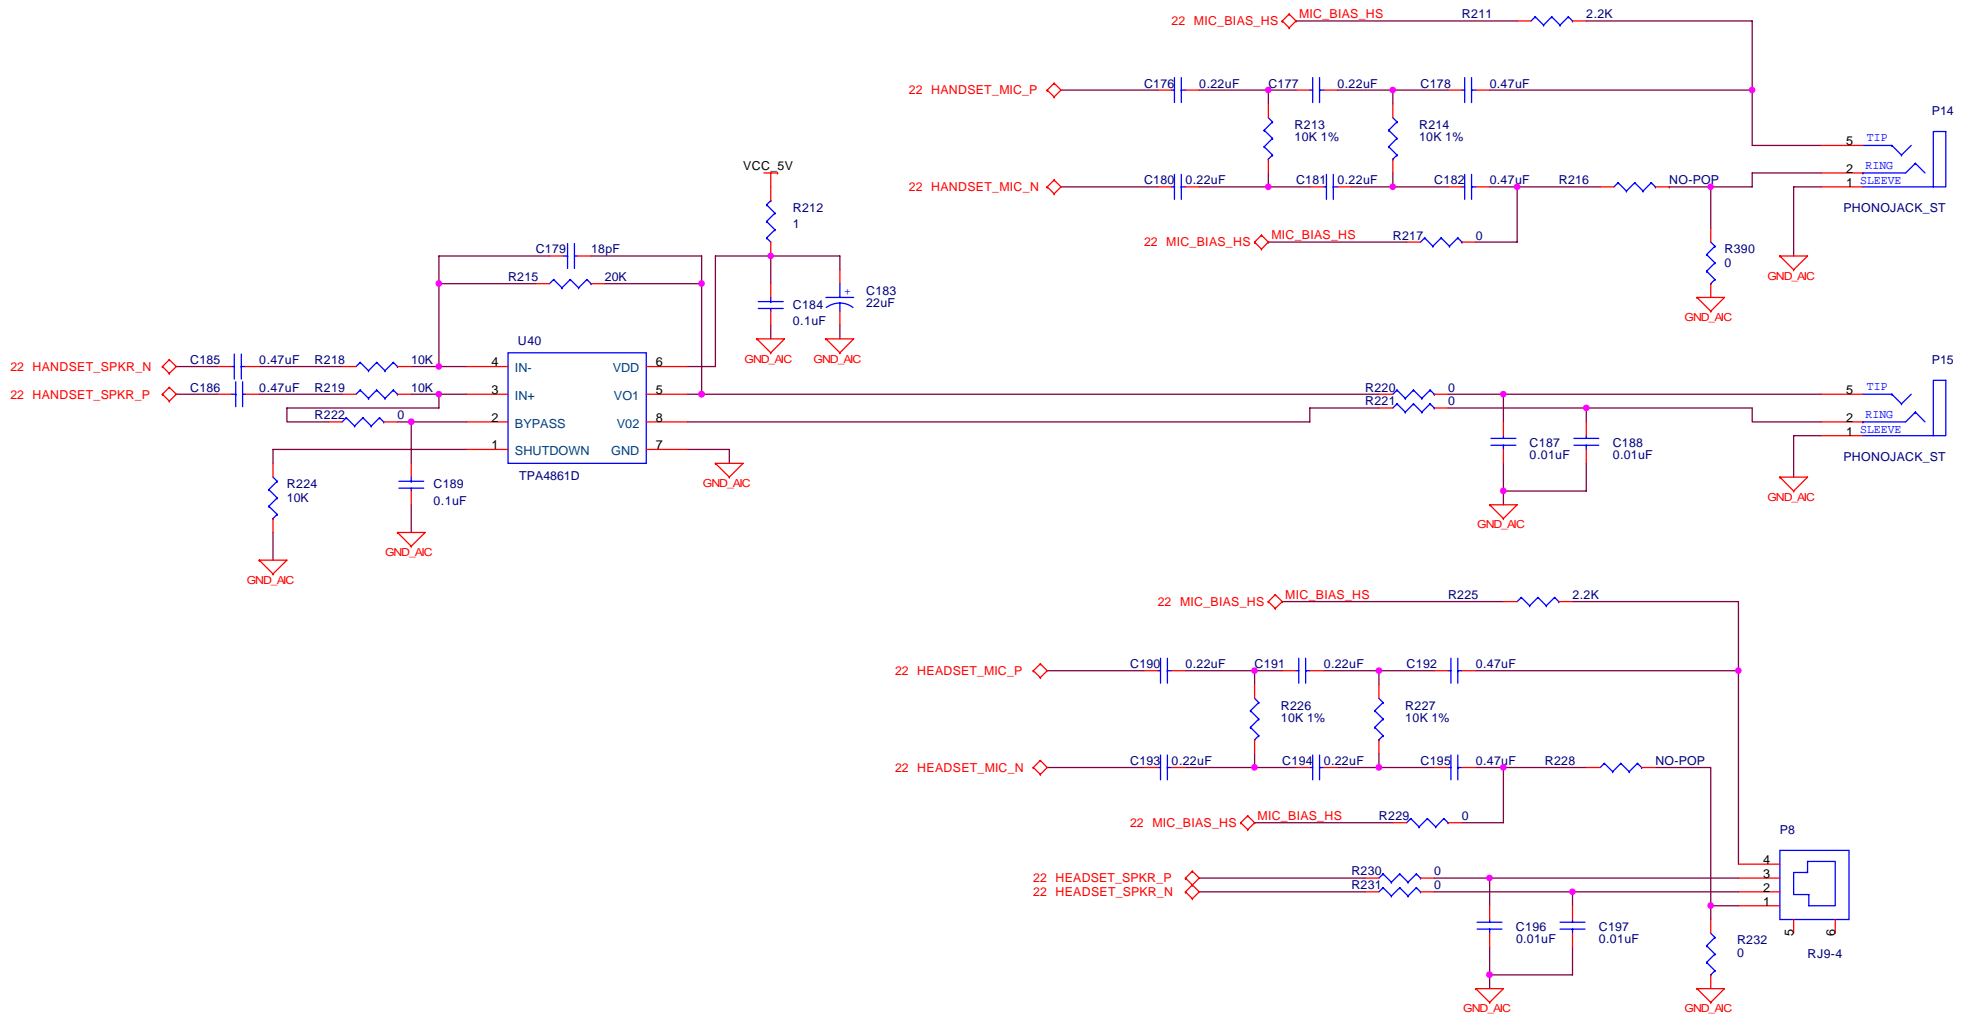 22 MIC_BIAS_HS MIC_BIAS_HS R211 2.2K
22 HANDSET_MIC_P C176 0.22uF C177 0.22uF C178 0.47uF
P14
R213
10K 1%
R214
10K 1%
5 TIP
2 RING
1 SLEEVE
PHONOJACK_ST
22 HANDSET_MIC_N C180 0.22uF C181 0.22uF C182 0.47uF R216 NO-POP
22 MIC_BIAS_HS MIC_BIAS_HS R217 0
R390
0
GND_AIC
GND_AIC
VCC_5V
R212
1
C179 18pF
R215 20K
C184
0.1uF
C183
+
22uF
GND_AIC
GND_AIC
U40
22 HANDSET_SPKR_N C185 0.47uF R218 10K 4 IN- VDD 6
22 HANDSET_SPKR_P C186 0.47uF R219 10K 3 IN+ VO1 5
R222 0 2 BYPASS V02 8
1 SHUTDOWN GND 7
TPA4861D
GND_AIC
R224
10K
GND_AIC
C189
0.1uF
GND_AIC
R220 0
R221 0
P15
5 TIP
2 RING
1 SLEEVE
PHONOJACK_ST
C187
0.01uF
C188
0.01uF
GND_AIC
GND_AIC
22 MIC_BIAS_HS MIC_BIAS_HS R225 2.2K
22 HEADSET_MIC_P C190 0.22uF C191 0.22uF C192 0.47uF
R226
10K 1%
R227
10K 1%
22 HEADSET_MIC_N C193 0.22uF C194 0.22uF C195 0.47uF R228 NO-POP
22 MIC_BIAS_HS MIC_BIAS_HS R229 0
P8
22 HEADSET_SPKR_P R230 0
22 HEADSET_SPKR_N R231 0
4
3
2
1
5 6
RJ9-4
C196
0.01uF
C197
0.01uF
R232
0
GND_AIC
GND_AIC